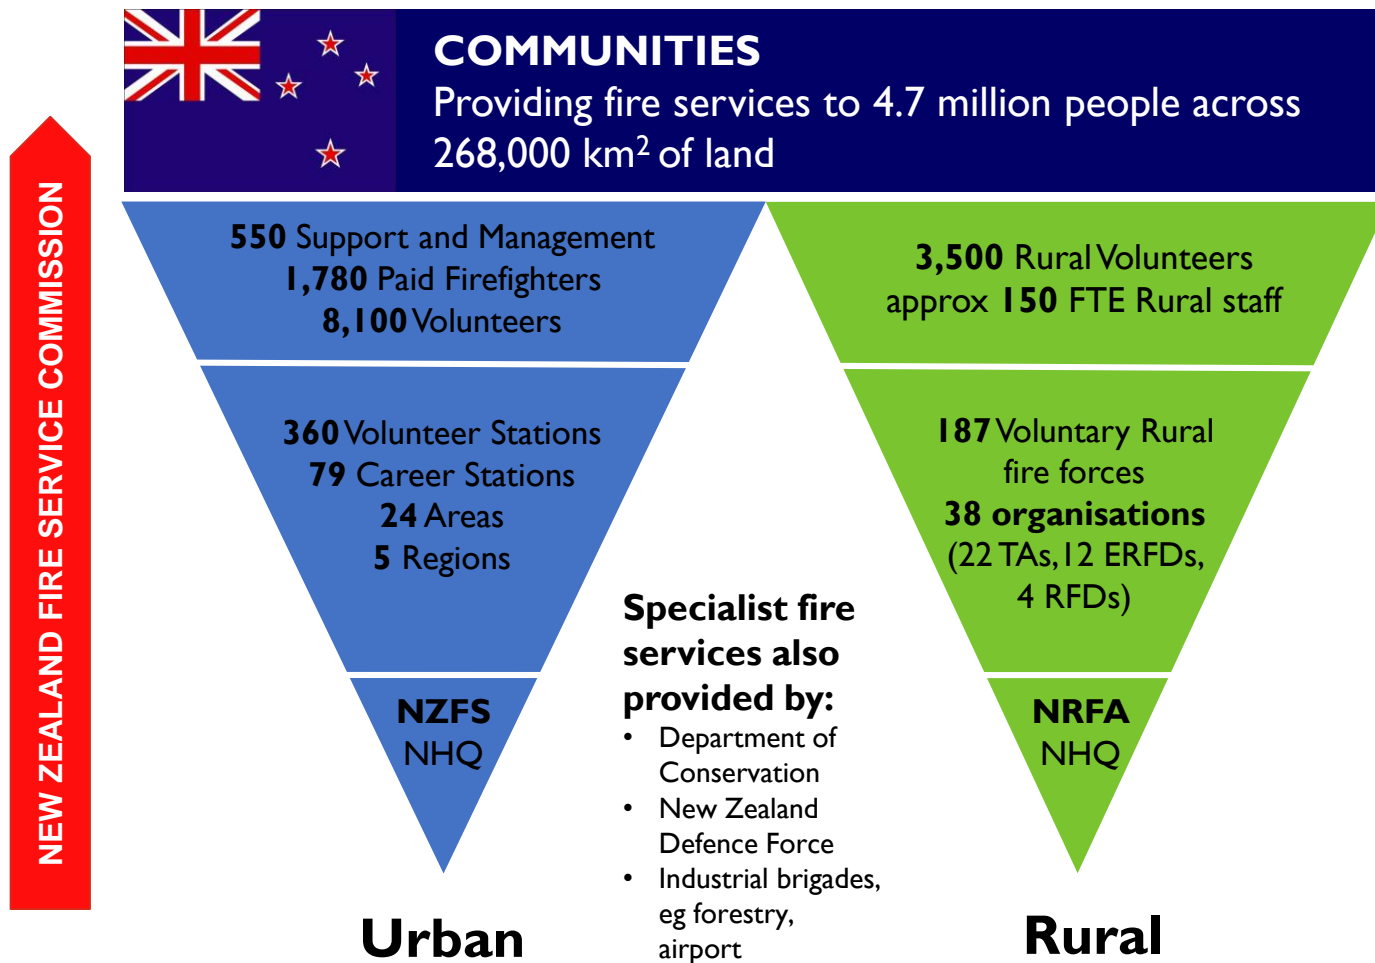 COMMUNITIES
Providing fire services to 4.7 million people across
268,000 km² of land
NEW ZEALAND FIRE SERVICE COMMISSION
550 Support and Management
1,780 Paid Firefighters
8,100 Volunteers
360 Volunteer Stations
79 Career Stations
24 Areas
5 Regions
NZFS
NHQ
Urban
Specialist fire
services also
provided by:
• Department of
Conservation
• New Zealand
Defence Force
• Industrial brigades,
eg forestry,
airport
3,500 Rural Volunteers
approx 150 FTE Rural staff
187 Voluntary Rural
fire forces
38 organisations
(22 TAs, 12 ERFDs,
4 RFDs)
NRFA
NHQ
Rural